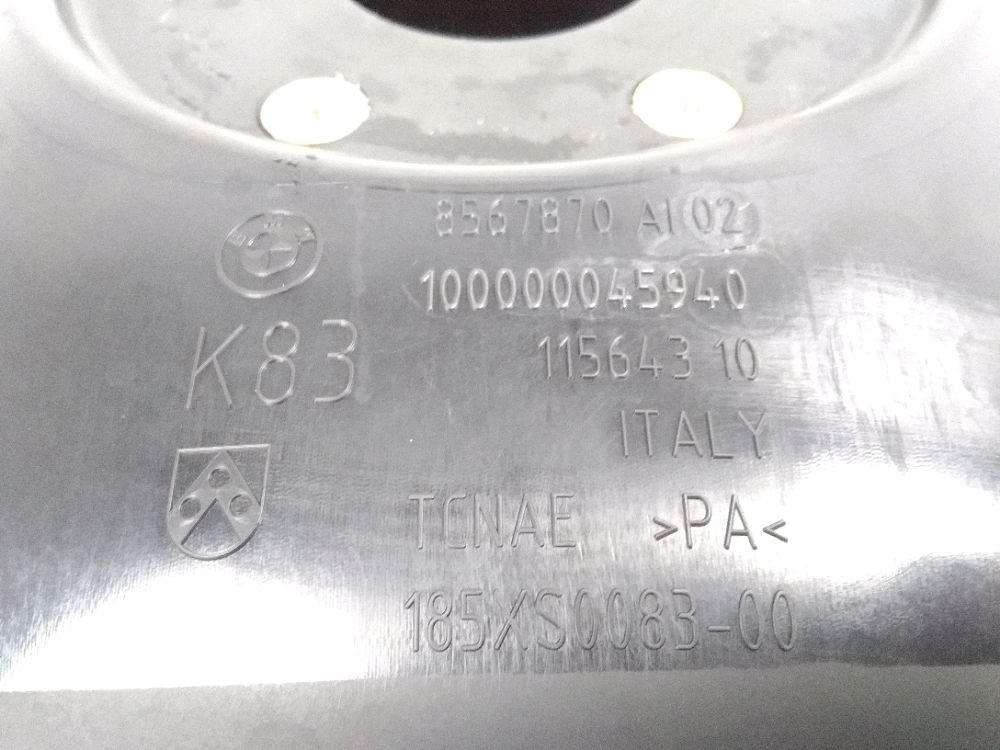 8567870 AI 02
100000045940
K83
115643 10
ITALY
TCNAE >PA<
185XS0083-00